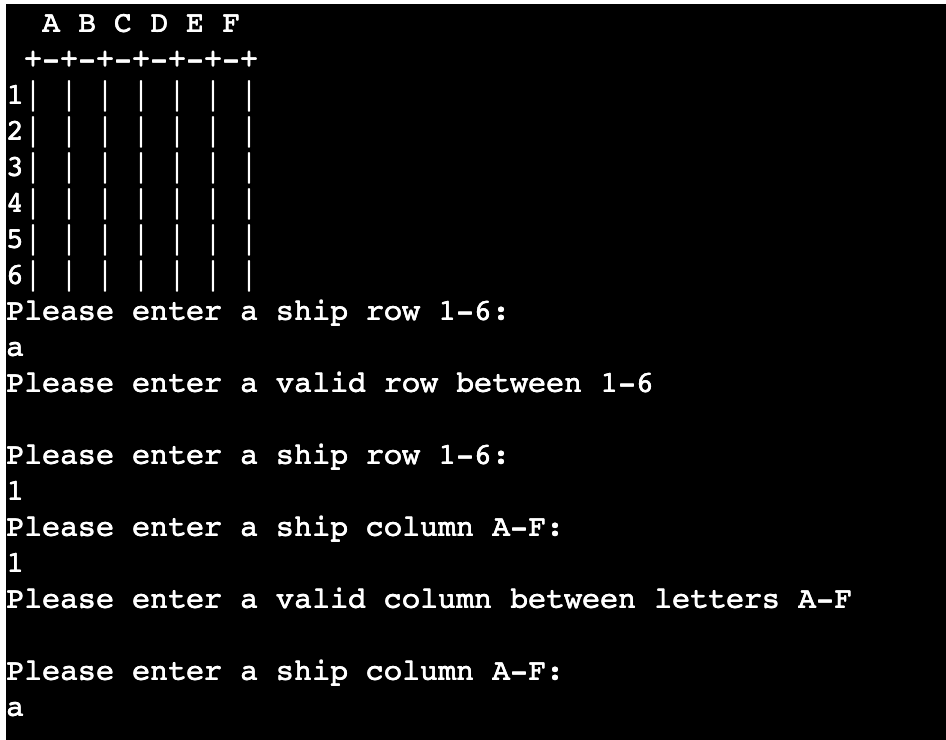 A B C D E F
 +-+-+-+-+-+-+
1| | | | | | |
2| | | | | | |
3| | | | | | |
4| | | | | | |
5| | | | | | |
6| | | | | | |
Please enter a ship row 1-6:
a
Please enter a valid row between 1-6

Please enter a ship row 1-6:
1
Please enter a ship column A-F:
1
Please enter a valid column between letters A-F

Please enter a ship column A-F:
a